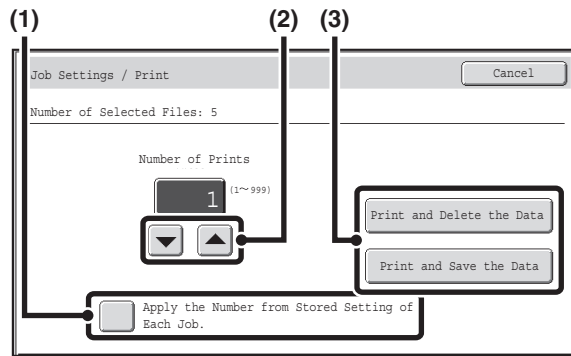 (1) (2) (3)
Job Settings / Print Cancel
Number of Selected Files: 5
Number of Prints
1 (1～999)
Print and Delete the Data
Print and Save the Data
Apply the Number from Stored Setting of
Each Job.